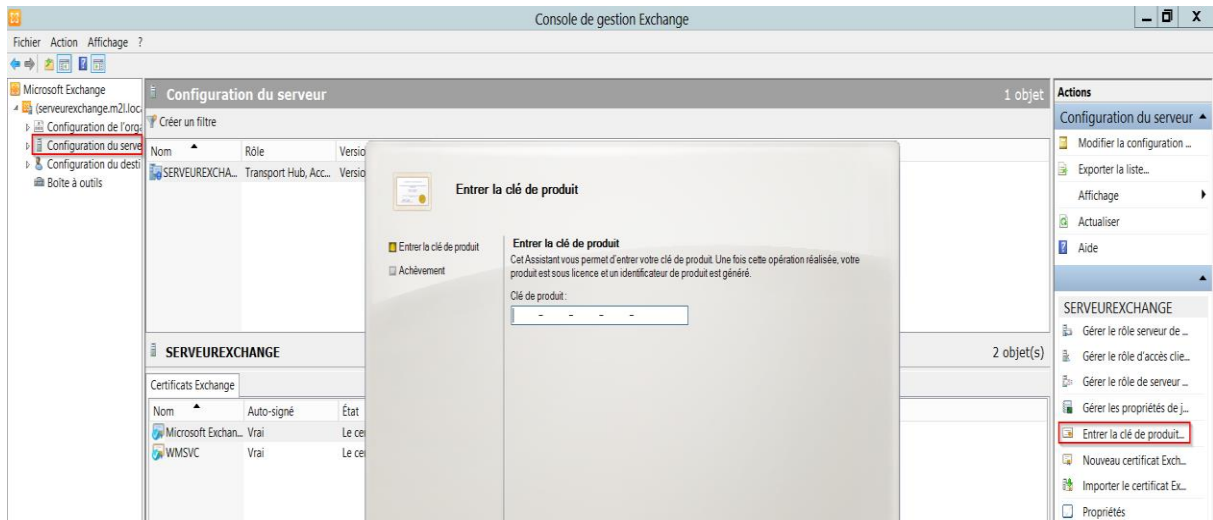 Console de gestion Exchange
Fichier Action Affichage ?
Microsoft Exchange
(serveurexchange.m2l.loc
Configuration de l'orga
Configuration du serve
Configuration du desti
Boîte à outils
Configuration du serveur
1 objet
Créer un filtre
Nom Rôle Versio
SERVEUREXCHA... Transport Hub, Acc... Versio
Entrer la clé de produit
Entrer la clé de produit
Achèvement
Entrer la clé de produit
Cet Assistant vous permet d'entrer votre clé de produit. Une fois cette opération réalisée, votre
produit est sous licence et un identificateur de produit est généré.
Clé de produit :
- - - -
SERVEUREXCHANGE
2 objet(s)
Certificats Exchange
Nom Auto-signé État
Microsoft Exchan... Vrai Le cer
WMSVC Vrai Le cer
Actions
Configuration du serveur
Modifier la configuration ...
Exporter la liste...
Affichage
Actualiser
Aide
SERVEUREXCHANGE
Gérer le rôle serveur de ...
Gérer le rôle d'accès clie...
Gérer le rôle de serveur ...
Gérer les propriétés de j...
Entrer la clé de produit...
Nouveau certificat Exch...
Importer le certificat Ex...
Propriétés